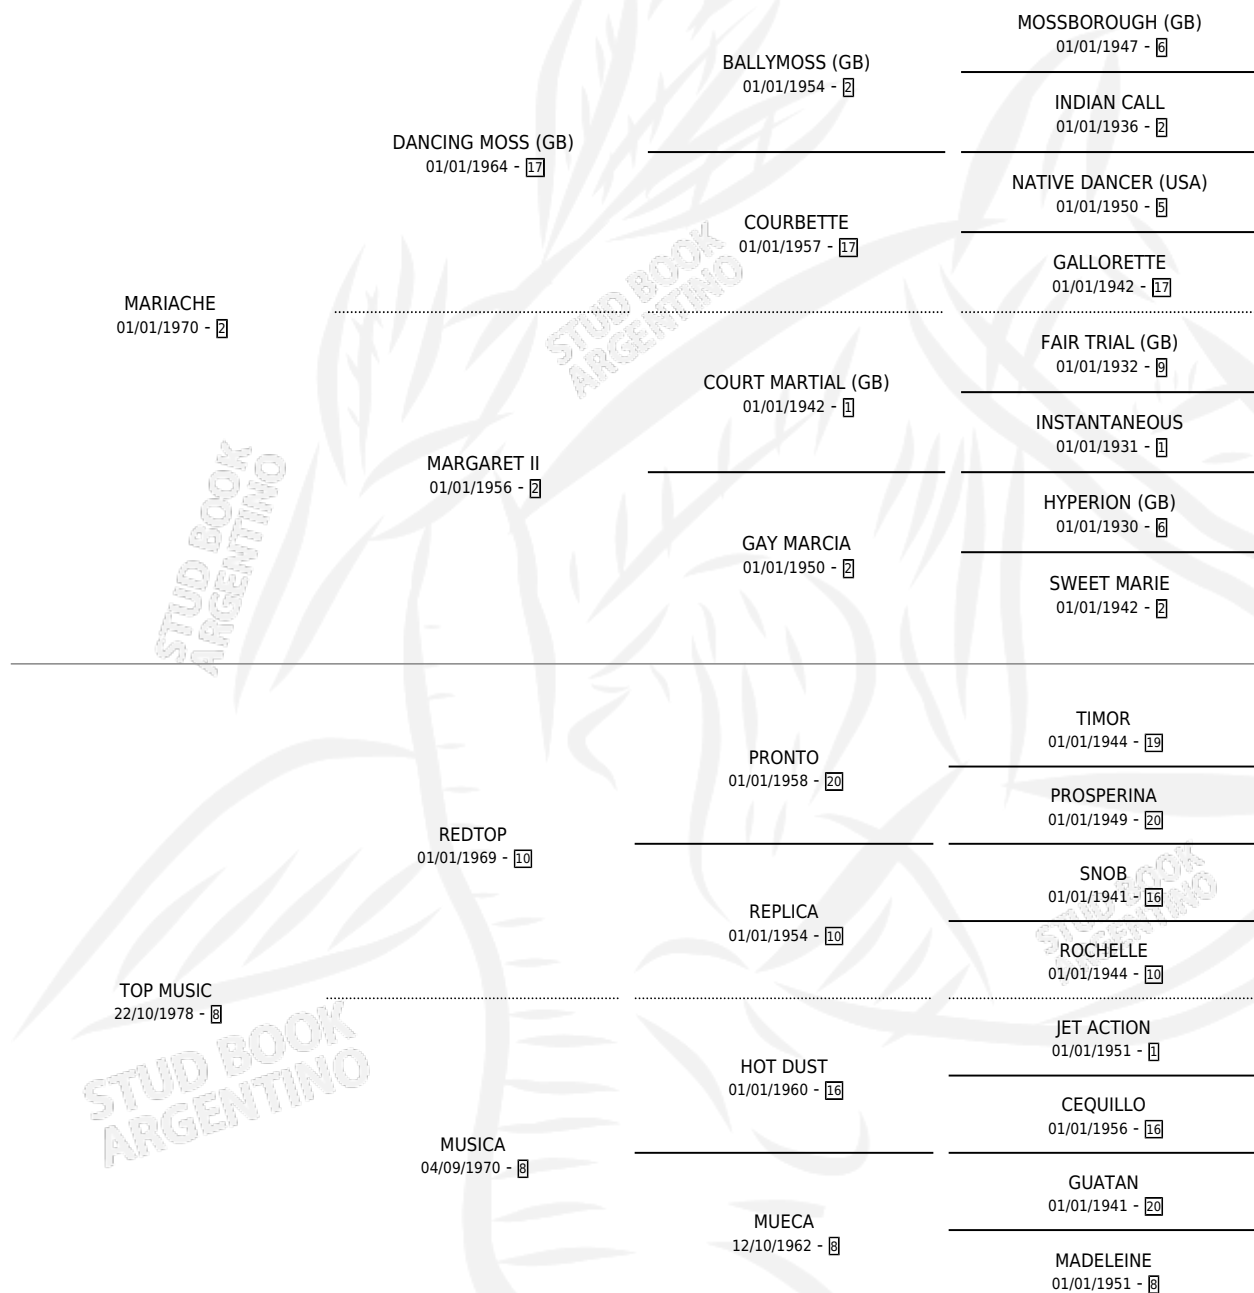 MOSSBOROUGH (GB)
01/01/1947 - 6
BALLYMOSS (GB)
01/01/1954 - 2
INDIAN CALL
01/01/1936 - 2
DANCING MOSS (GB)
01/01/1964 - 17
NATIVE DANCER (USA)
01/01/1950 - 5
COURBETTE
01/01/1957 - 17
GALLORETTE
01/01/1942 - 17
MARIACHE
01/01/1970 - 2
FAIR TRIAL (GB)
01/01/1932 - 9
COURT MARTIAL (GB)
01/01/1942 - 1
INSTANTANEOUS
01/01/1931 - 1
MARGARET II
01/01/1956 - 2
HYPERION (GB)
01/01/1930 - 6
GAY MARCIA
01/01/1950 - 2
SWEET MARIE
01/01/1942 - 2
TIMOR
01/01/1944 - 19
PRONTO
01/01/1958 - 20
PROSPERINA
01/01/1949 - 20
REDTOP
01/01/1969 - 10
SNOB
01/01/1941 - 16
REPLICA
01/01/1954 - 10
ROCHELLE
01/01/1944 - 10
TOP MUSIC
22/10/1978 - 8
JET ACTION
01/01/1951 - 1
HOT DUST
01/01/1960 - 16
CEQUILLO
01/01/1956 - 16
MUSICA
04/09/1970 - 8
GUATAN
01/01/1941 - 20
MUECA
12/10/1962 - 8
MADELEINE
01/01/1951 - 8
STUD BOOK
ARGENTINO
STUD BOOK
ARGENTINO
STUD BOOK
ARGENTINO
STUD BOOK
ARGENTINO